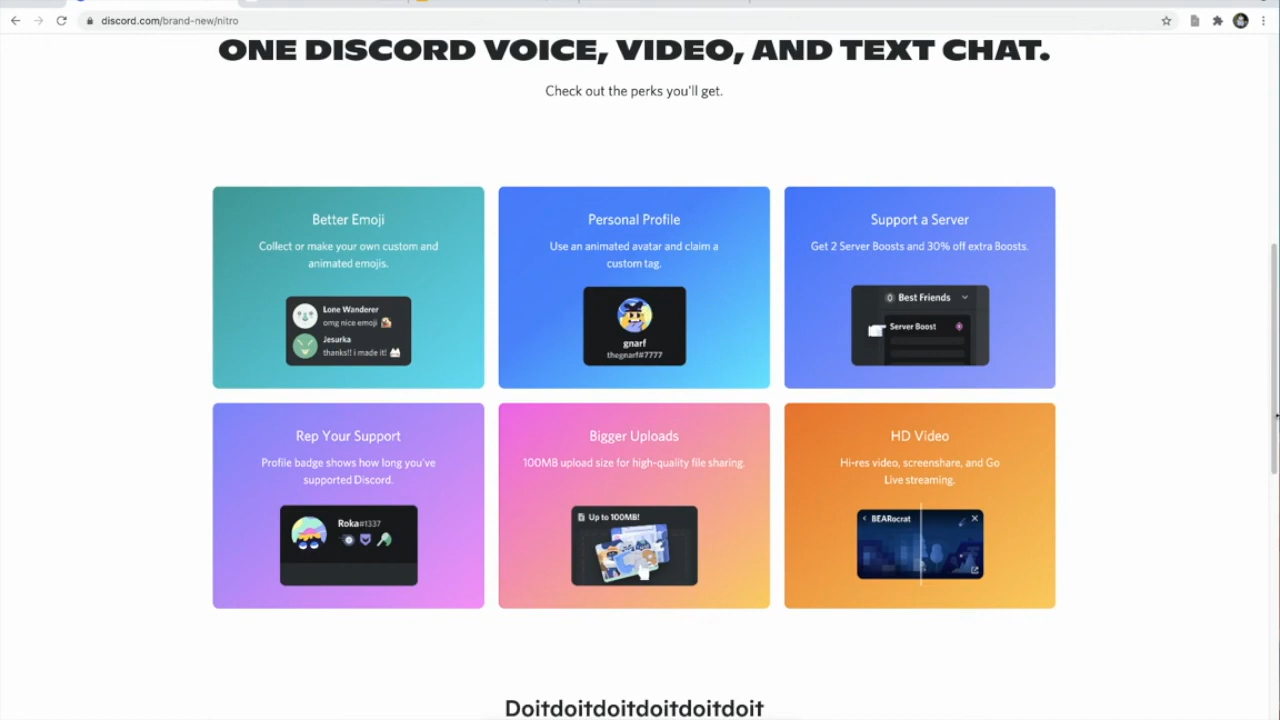 discord.com/brand-new/nitro
ONE DISCORD VOICE, VIDEO, AND TEXT CHAT.
Check out the perks you'll get.
Better Emoji
Collect or make your own custom and
animated emojis.
Lone Wanderer
omg nice emoji
Jesurka
thanks!! i made it!
Personal Profile
Use an animated avatar and claim a
custom tag.
gnarf
thegnarf#7777
Support a Server
Get 2 Server Boosts and 30% off extra Boosts.
Best Friends
Server Boost
Rep Your Support
Profile badge shows how long you've
supported Discord.
Roka#1337
Bigger Uploads
100MB upload size for high-quality file sharing.
Up to 100MB!
HD Video
Hi-res video, screenshare, and Go
Live streaming.
BEARocrat
Doitdoitdoitdoitdoitdoit